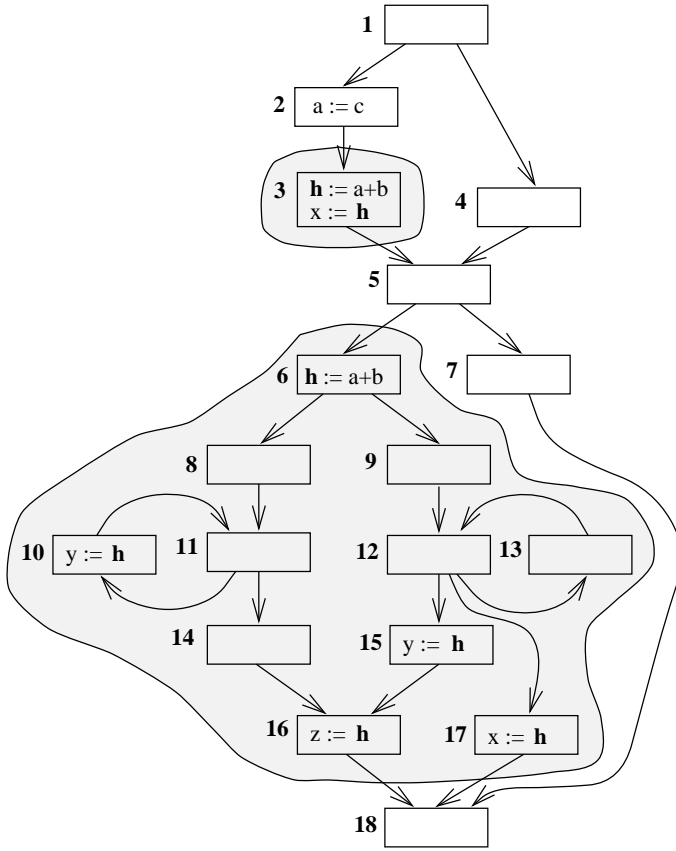 1
2 a := c
3 h := a+b
x := h
4
5
6 h := a+b
7
8
9
10 y := h
11
12
13
14
15 y := h
16 z := h
17 x := h
18